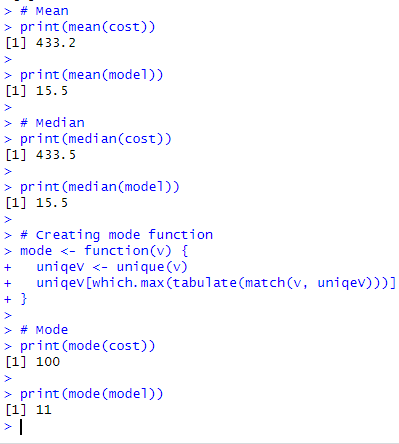 > # Mean
> print(mean(cost))
[1] 433.2
>
> print(mean(model))
[1] 15.5
>
> # Median
> print(median(cost))
[1] 433.5
>
> print(median(model))
[1] 15.5
>
> # Creating mode function
> mode <- function(v) {
+   uniqeV <- unique(v)
+   uniqeV[which.max(tabulate(match(v, uniqeV)))]
+ }
>
> # Mode
> print(mode(cost))
[1] 100
>
> print(mode(model))
[1] 11
>